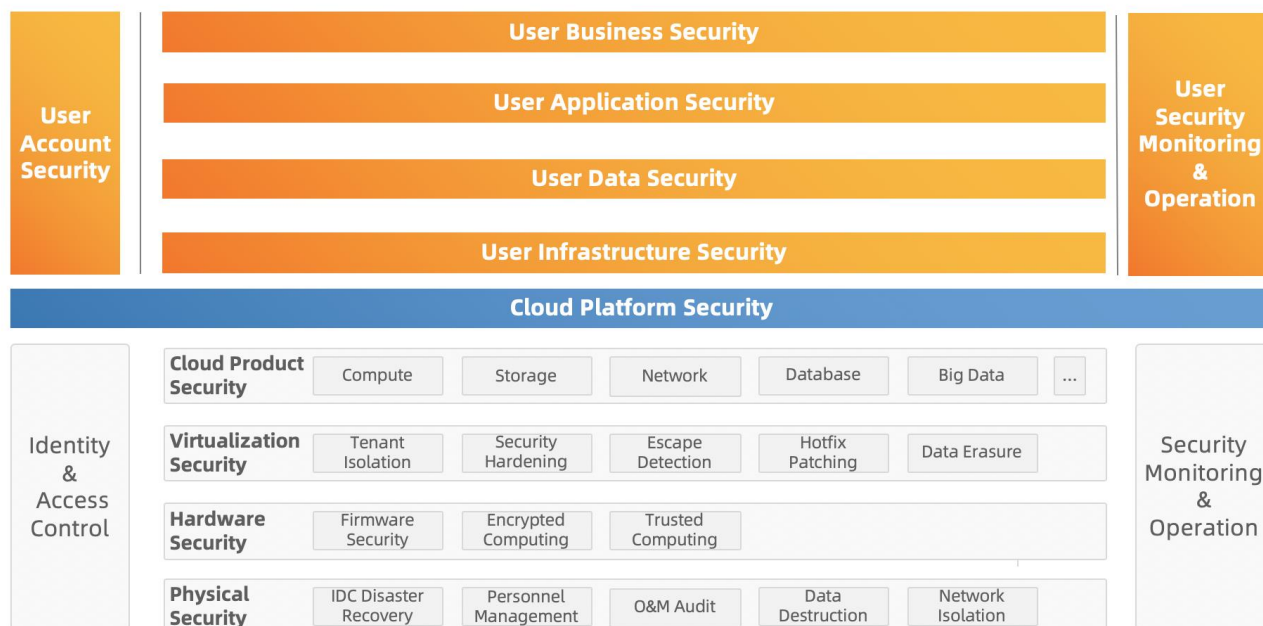 User
Account
Security
User Business Security
User Application Security
User Data Security
User Infrastructure Security
User
Security
Monitoring
&
Operation
Cloud Platform Security
Identity
&
Access
Control
Cloud Product
Security
Compute
Storage
Network
Database
Big Data
...
Virtualization
Security
Tenant
Isolation
Security
Hardening
Escape
Detection
Hotfix
Patching
Data Erasure
Hardware
Security
Firmware
Security
Encrypted
Computing
Trusted
Computing
Physical
Security
IDC Disaster
Recovery
Personnel
Management
O&M Audit
Data
Destruction
Network
Isolation
Security
Monitoring
&
Operation